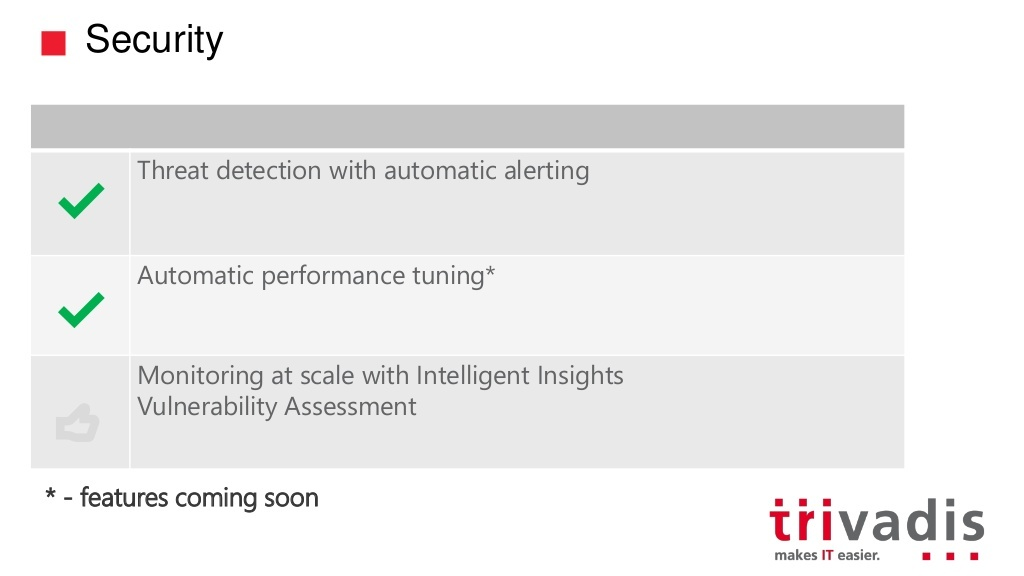 Security
Threat detection with automatic alerting
Automatic performance tuning*
Monitoring at scale with Intelligent Insights
Vulnerability Assessment
* - features coming soon
trivadis
makes IT easier.